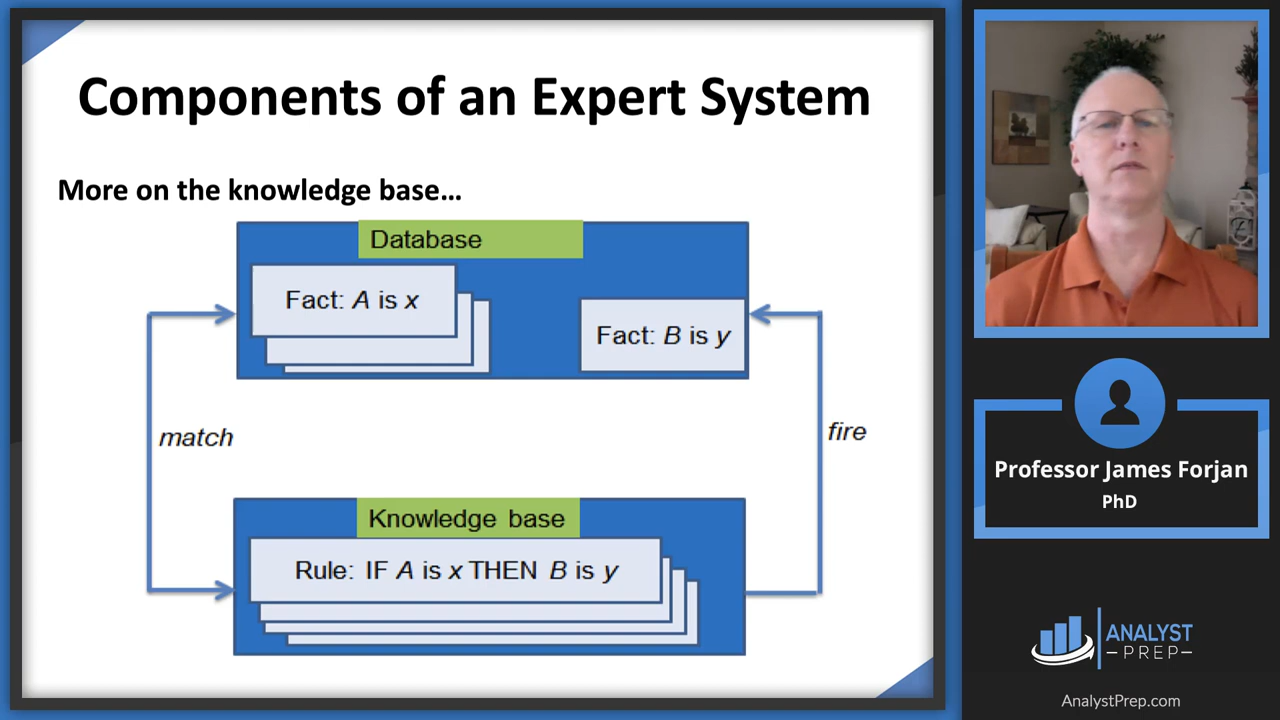 Components of an Expert System
More on the knowledge base…
Database
Fact: A is x
Fact: B is y
match
fire
Knowledge base
Rule: IF A is x THEN B is y
Professor James Forjan
PhD
ANALYST
PREP
AnalystPrep.com